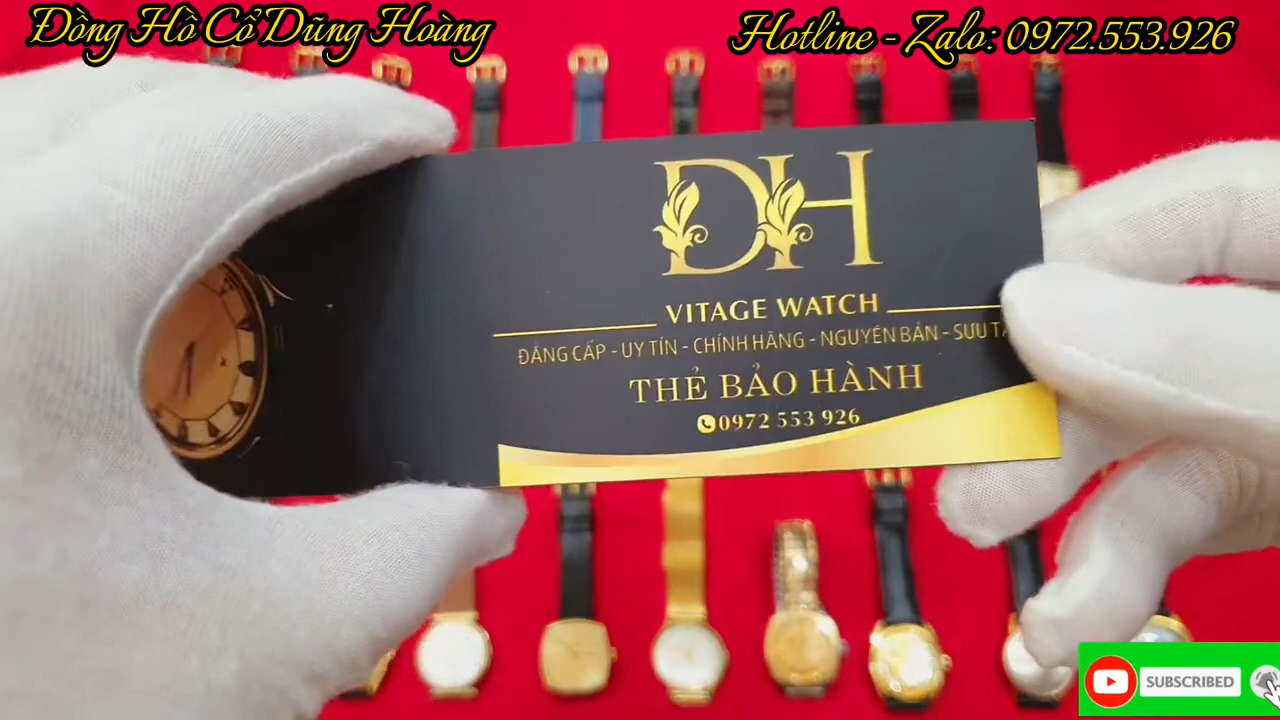 Đồng Hồ Cổ Dũng Hoàng
Hotline - Zalo: 0972.553.926
DH
VITAGE WATCH
ĐẲNG CẤP - UY TÍN - CHÍNH HÃNG - NGUYÊN BẢN - SƯU
THẺ BẢO HÀNH
0972 553 926
SUBSCRIBED